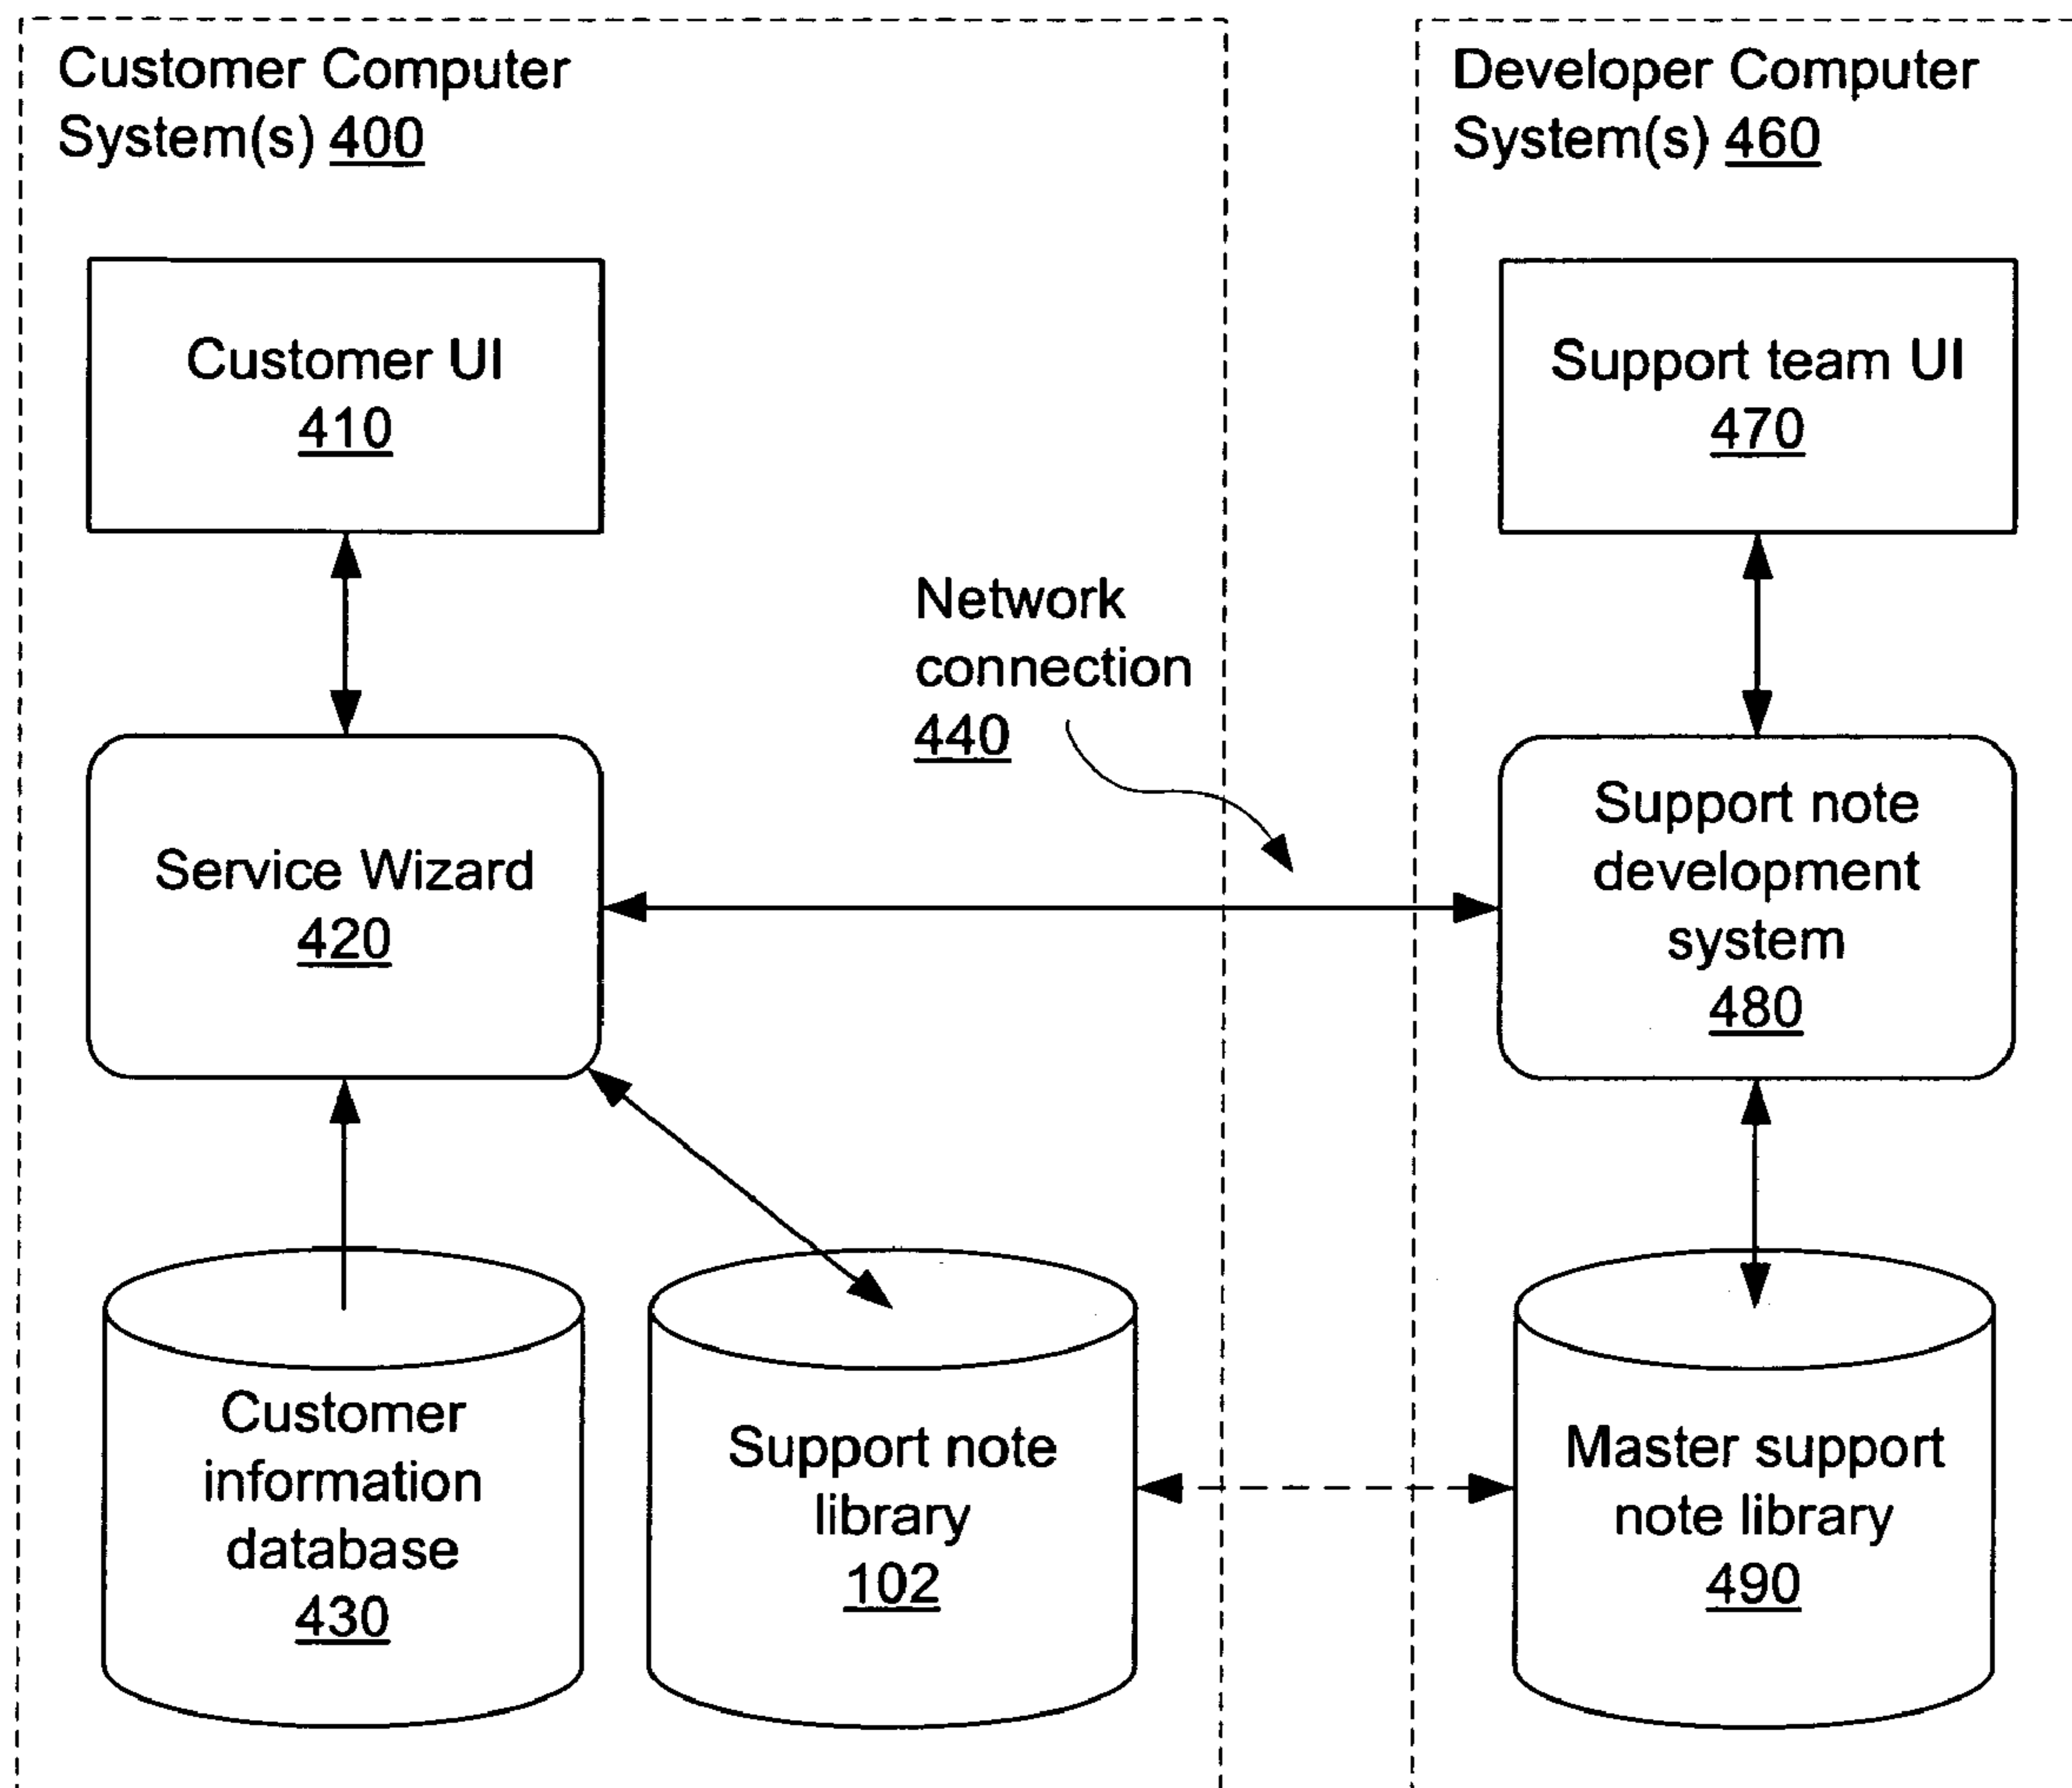 Customer Computer
System(s) 400
Developer Computer
System(s) 460
Customer UI
410
Support team UI
470
Network
connection
440
Service Wizard
420
Support note
development
system
480
Customer
information
database
430
Support note
library
102
Master support
note library
490